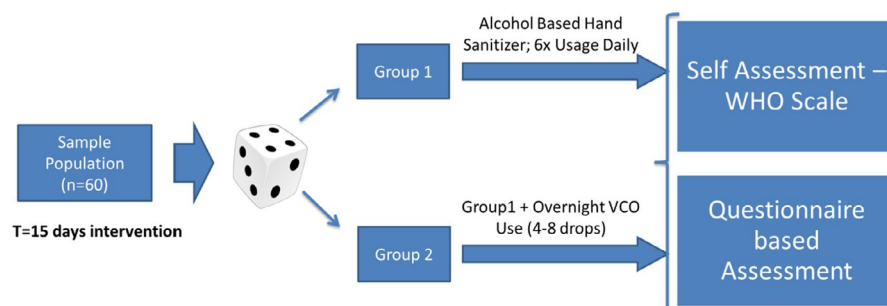 Sample
Population
(n=60)
T=15 days intervention
Group 1
Alcohol Based Hand
Sanitizer; 6x Usage Daily
Self Assessment –
WHO Scale
Group 2
Group1 + Overnight VCO
Use (4-8 drops)
Questionnaire
based
Assessment